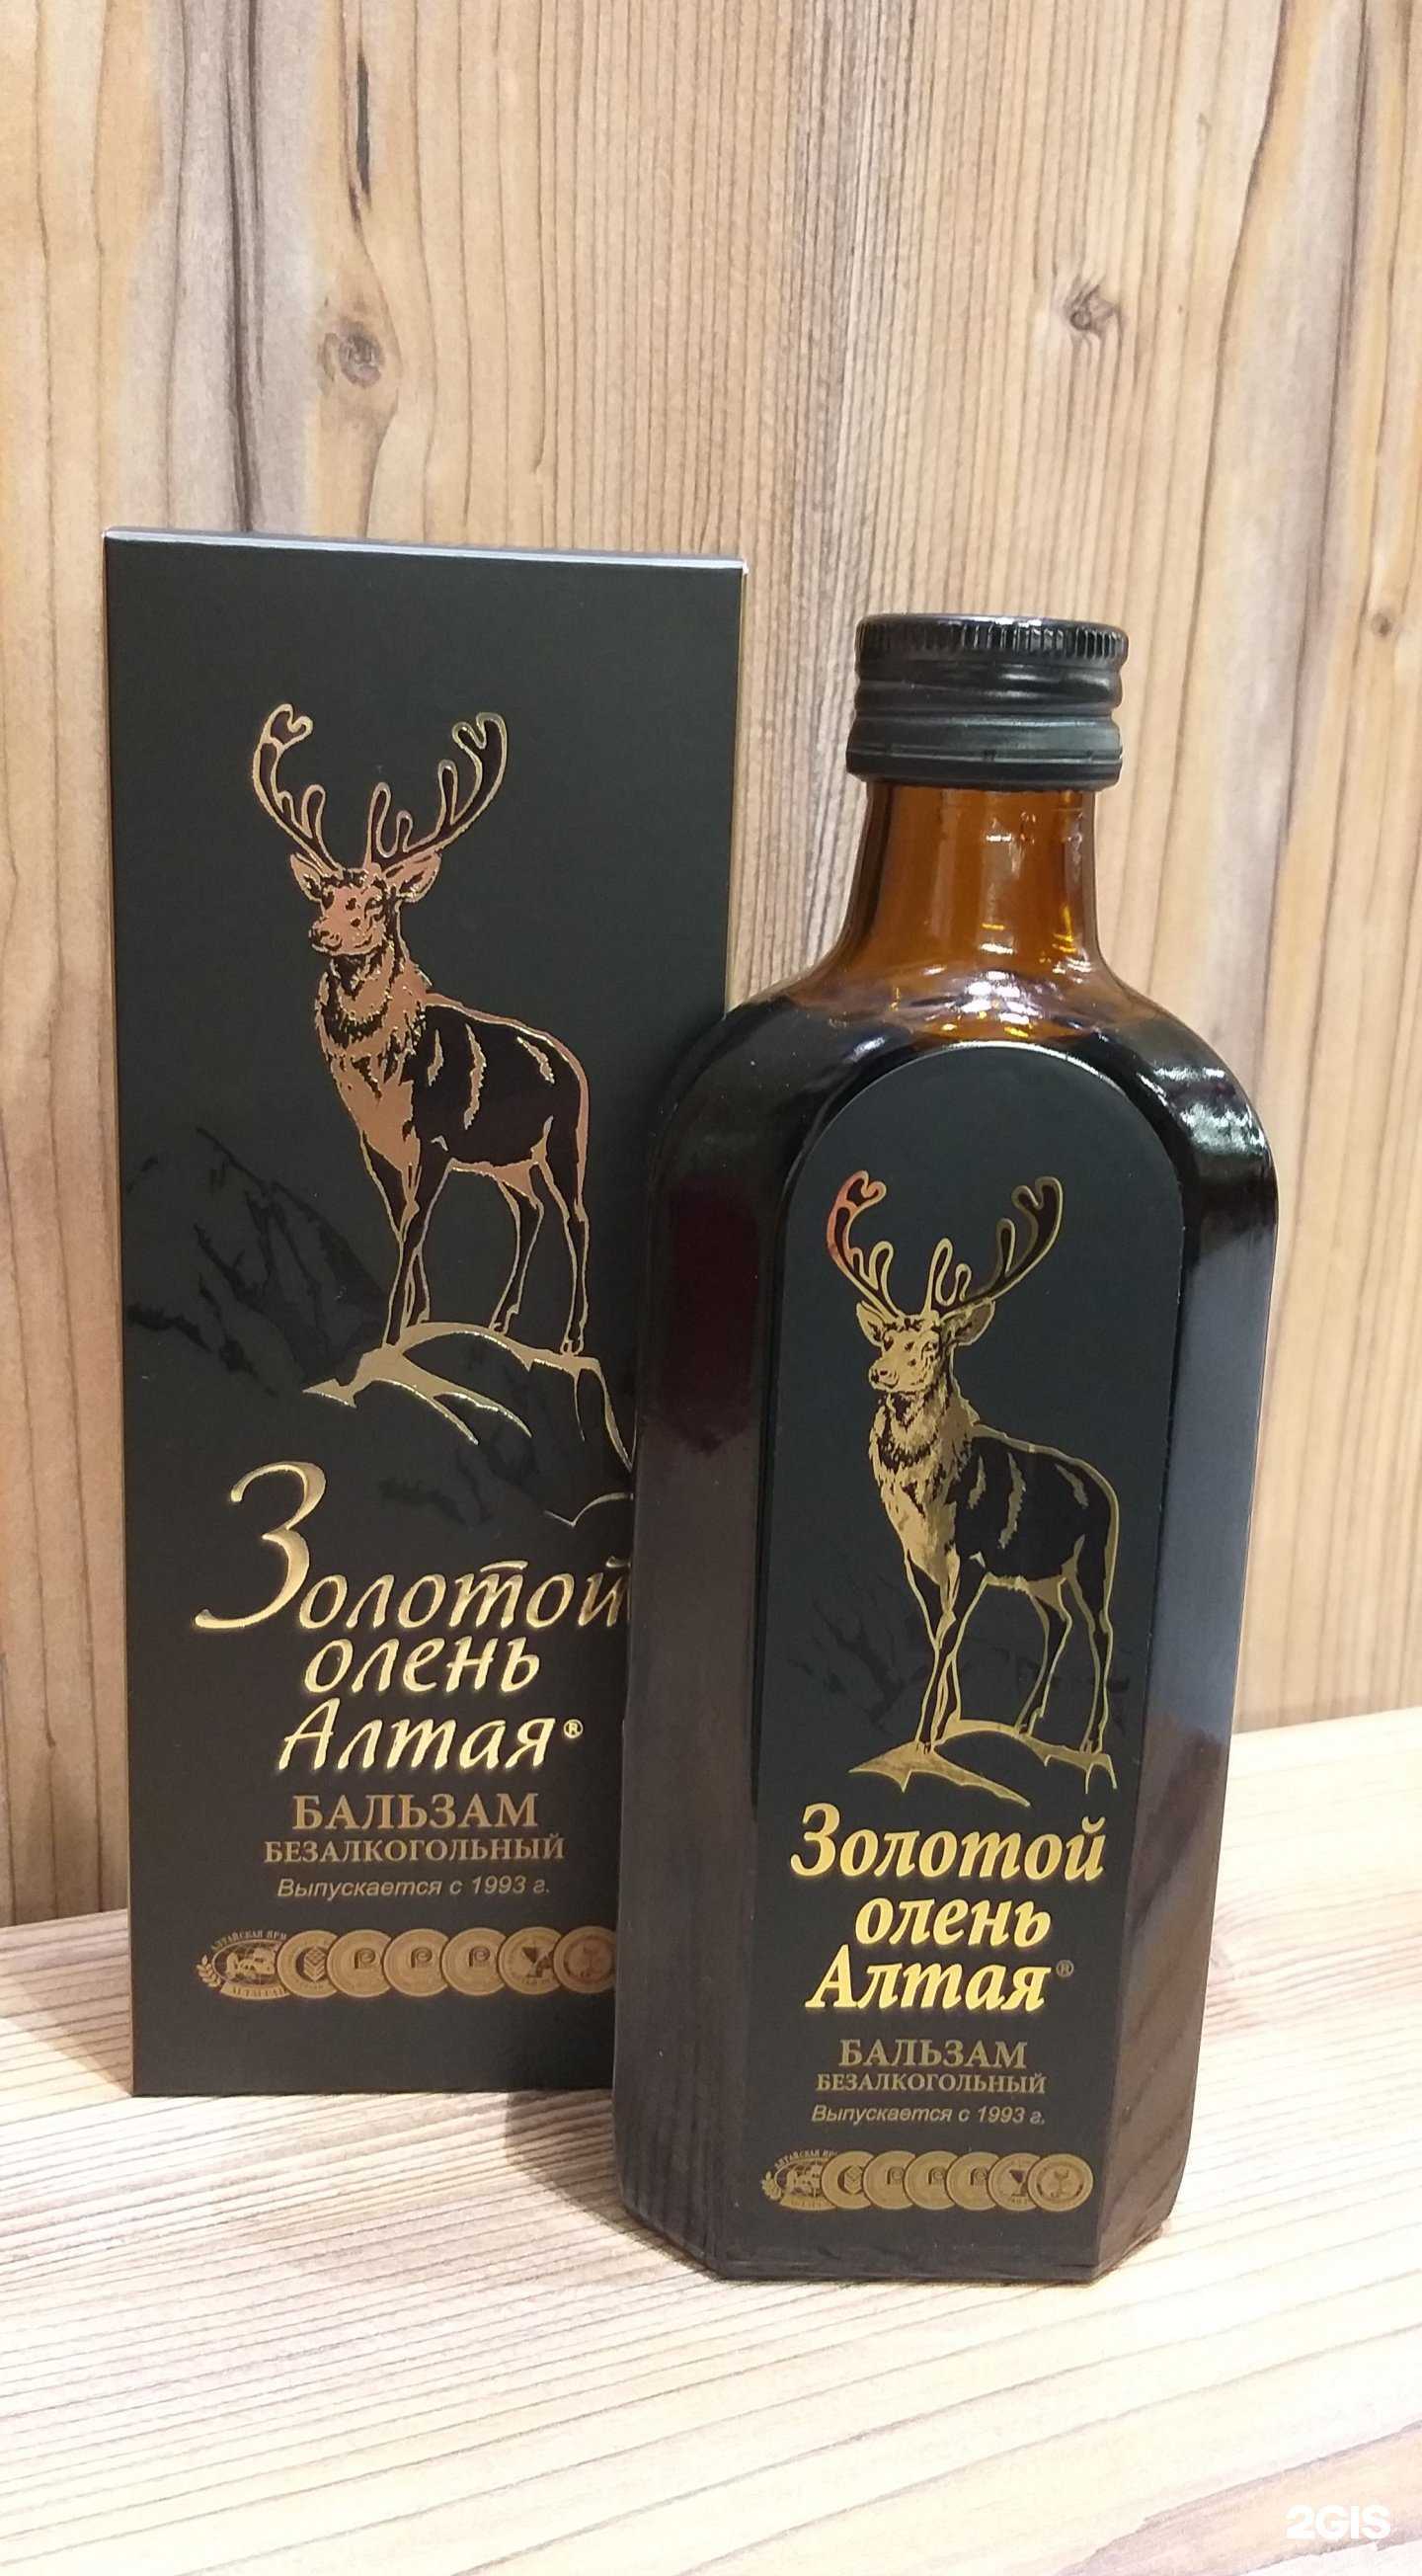 Золотой
олень
Алтая®
БАЛЬЗАМ
БЕЗАЛКОГОЛЬНЫЙ
Выпускается с 1993 г.
Золотой
олень
Алтая®
БАЛЬЗАМ
БЕЗАЛКОГОЛЬНЫЙ
Выпускается с 1993 г.
2GIS